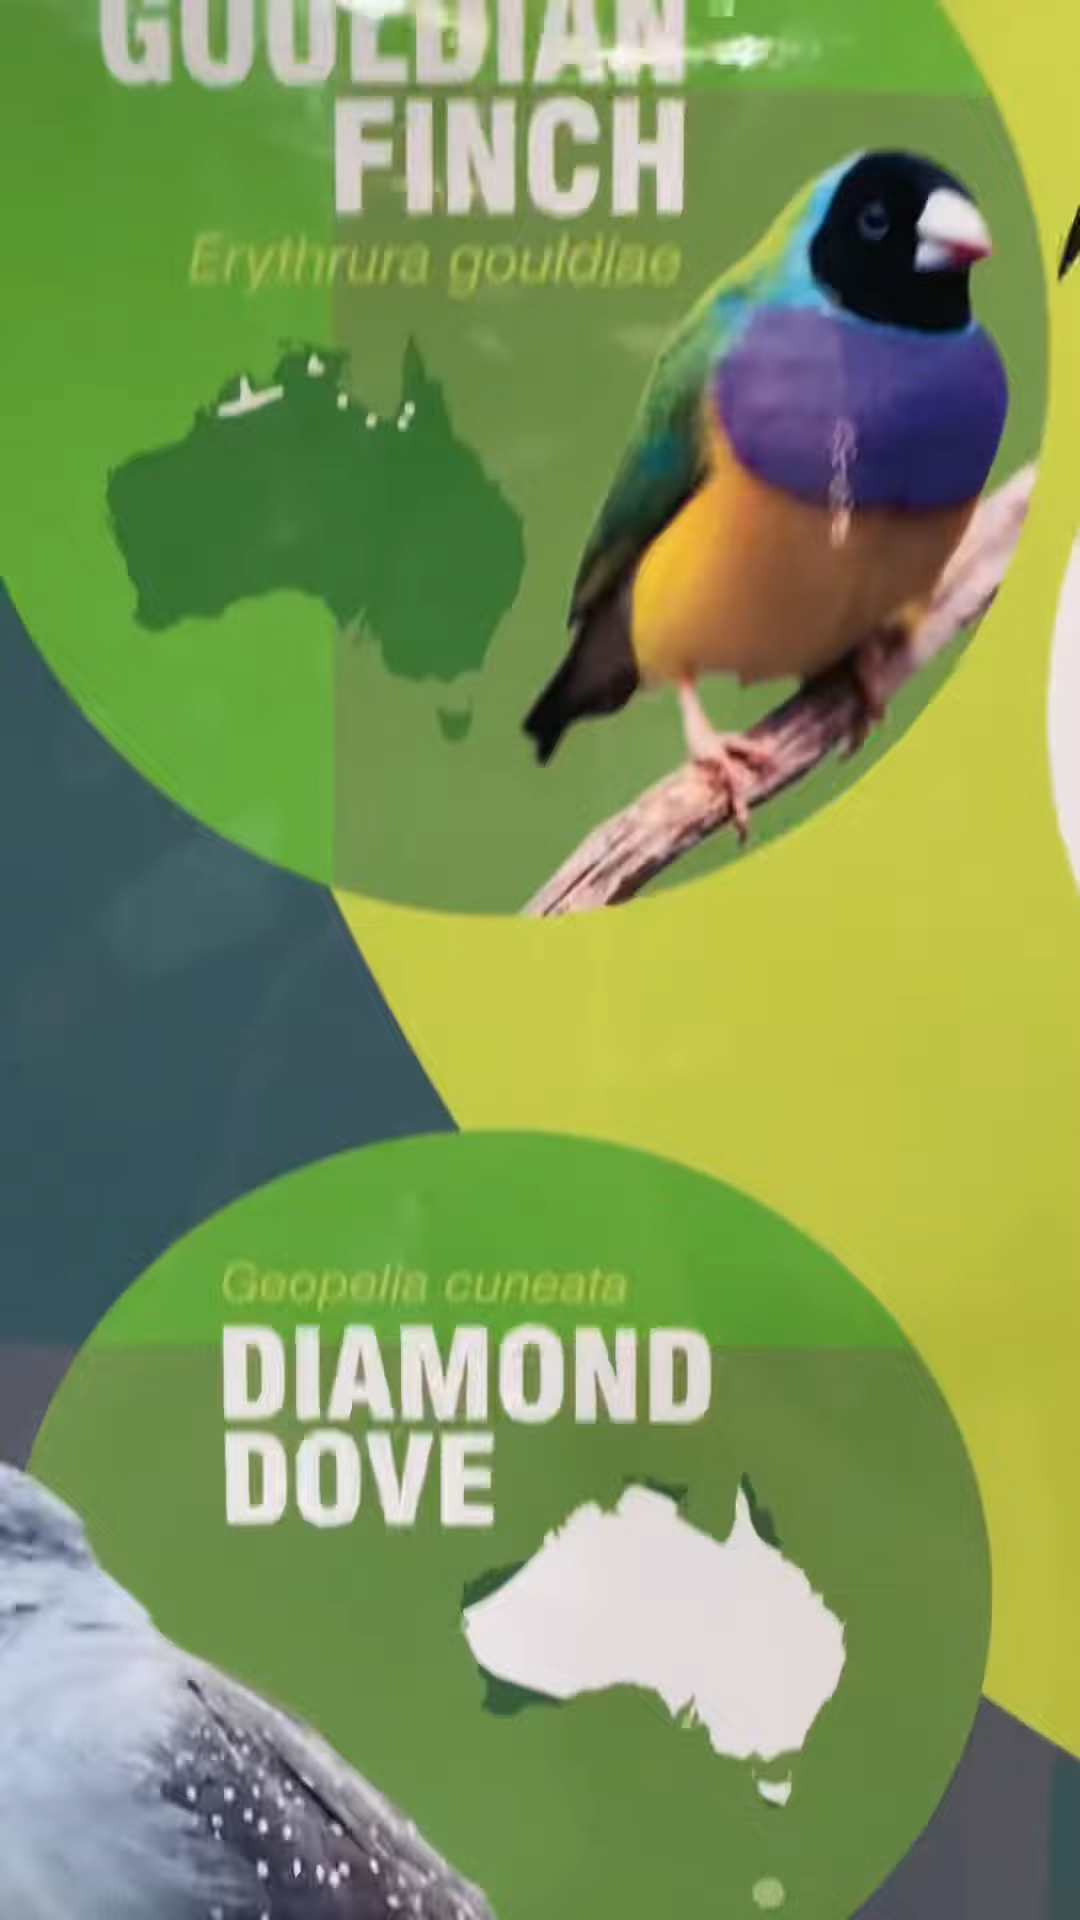 GOULDIAN
FINCH
Erythrura gouldiae
Geopelia cuneata
DIAMOND
DOVE